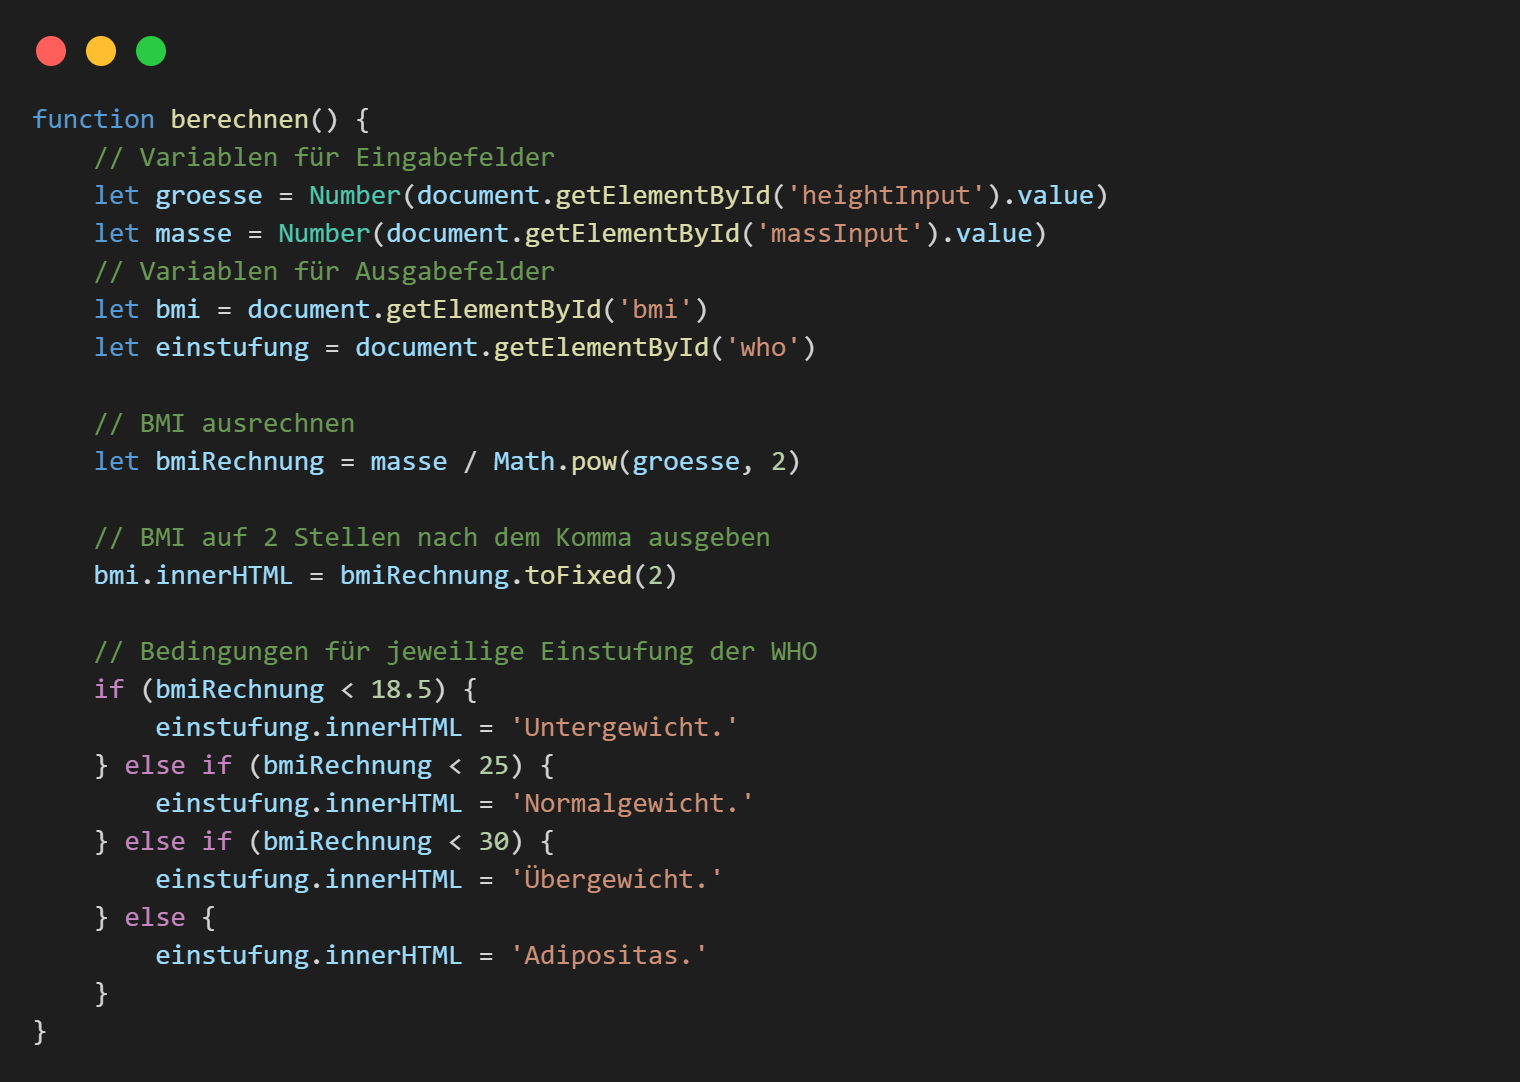 function berechnen() {
    // Variablen für Eingabefelder
    let groesse = Number(document.getElementById('heightInput').value)
    let masse = Number(document.getElementById('massInput').value)
    // Variablen für Ausgabefelder
    let bmi = document.getElementById('bmi')
    let einstufung = document.getElementById('who')

    // BMI ausrechnen
    let bmiRechnung = masse / Math.pow(groesse, 2)

    // BMI auf 2 Stellen nach dem Komma ausgeben
    bmi.innerHTML = bmiRechnung.toFixed(2)

    // Bedingungen für jeweilige Einstufung der WHO
    if (bmiRechnung < 18.5) {
        einstufung.innerHTML = 'Untergewicht.'
    } else if (bmiRechnung < 25) {
        einstufung.innerHTML = 'Normalgewicht.'
    } else if (bmiRechnung < 30) {
        einstufung.innerHTML = 'Übergewicht.'
    } else {
        einstufung.innerHTML = 'Adipositas.'
    }
}